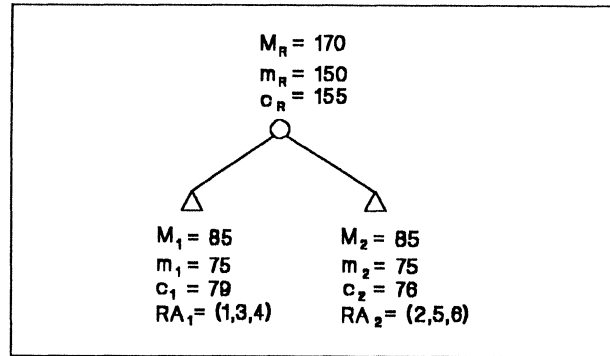 M_R = 170
m_R = 150
c_R = 155
M_1 = 85
m_1 = 75
c_1 = 79
RA_1 = (1,3,4)
M_2 = 85
m_2 = 75
c_2 = 76
RA_2 = (2,5,6)